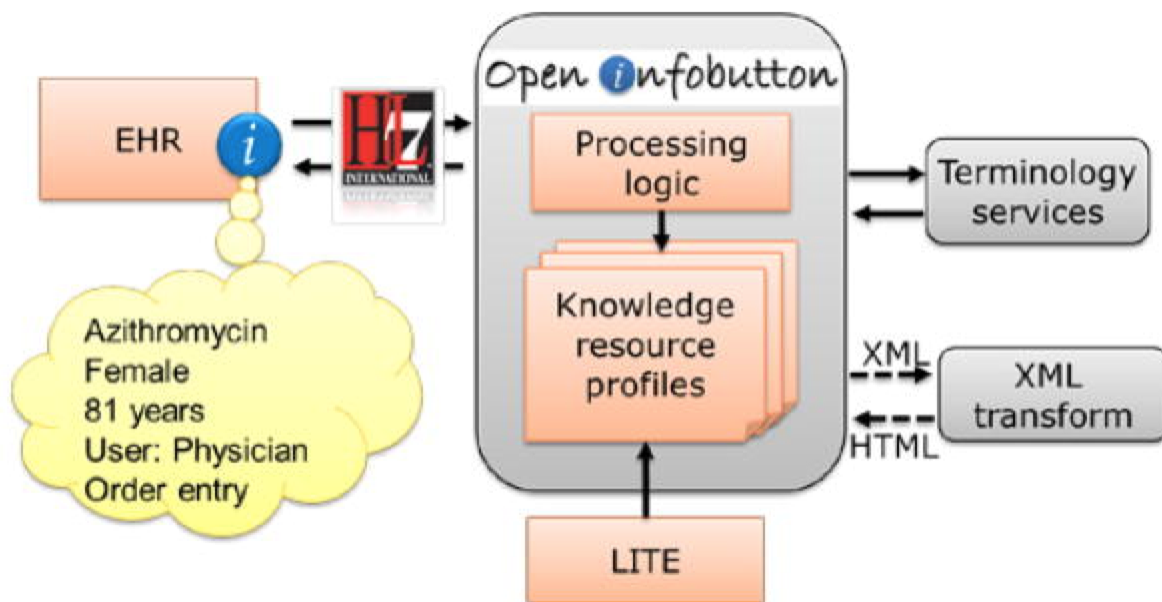 Open infobutton
EHR
i
HL7
INTERNATIONAL
Processing
logic
Terminology
services
Knowledge
resource
profiles
Azithromycin
Female
81 years
User: Physician
Order entry
XML
HTML
XML
transform
LITE